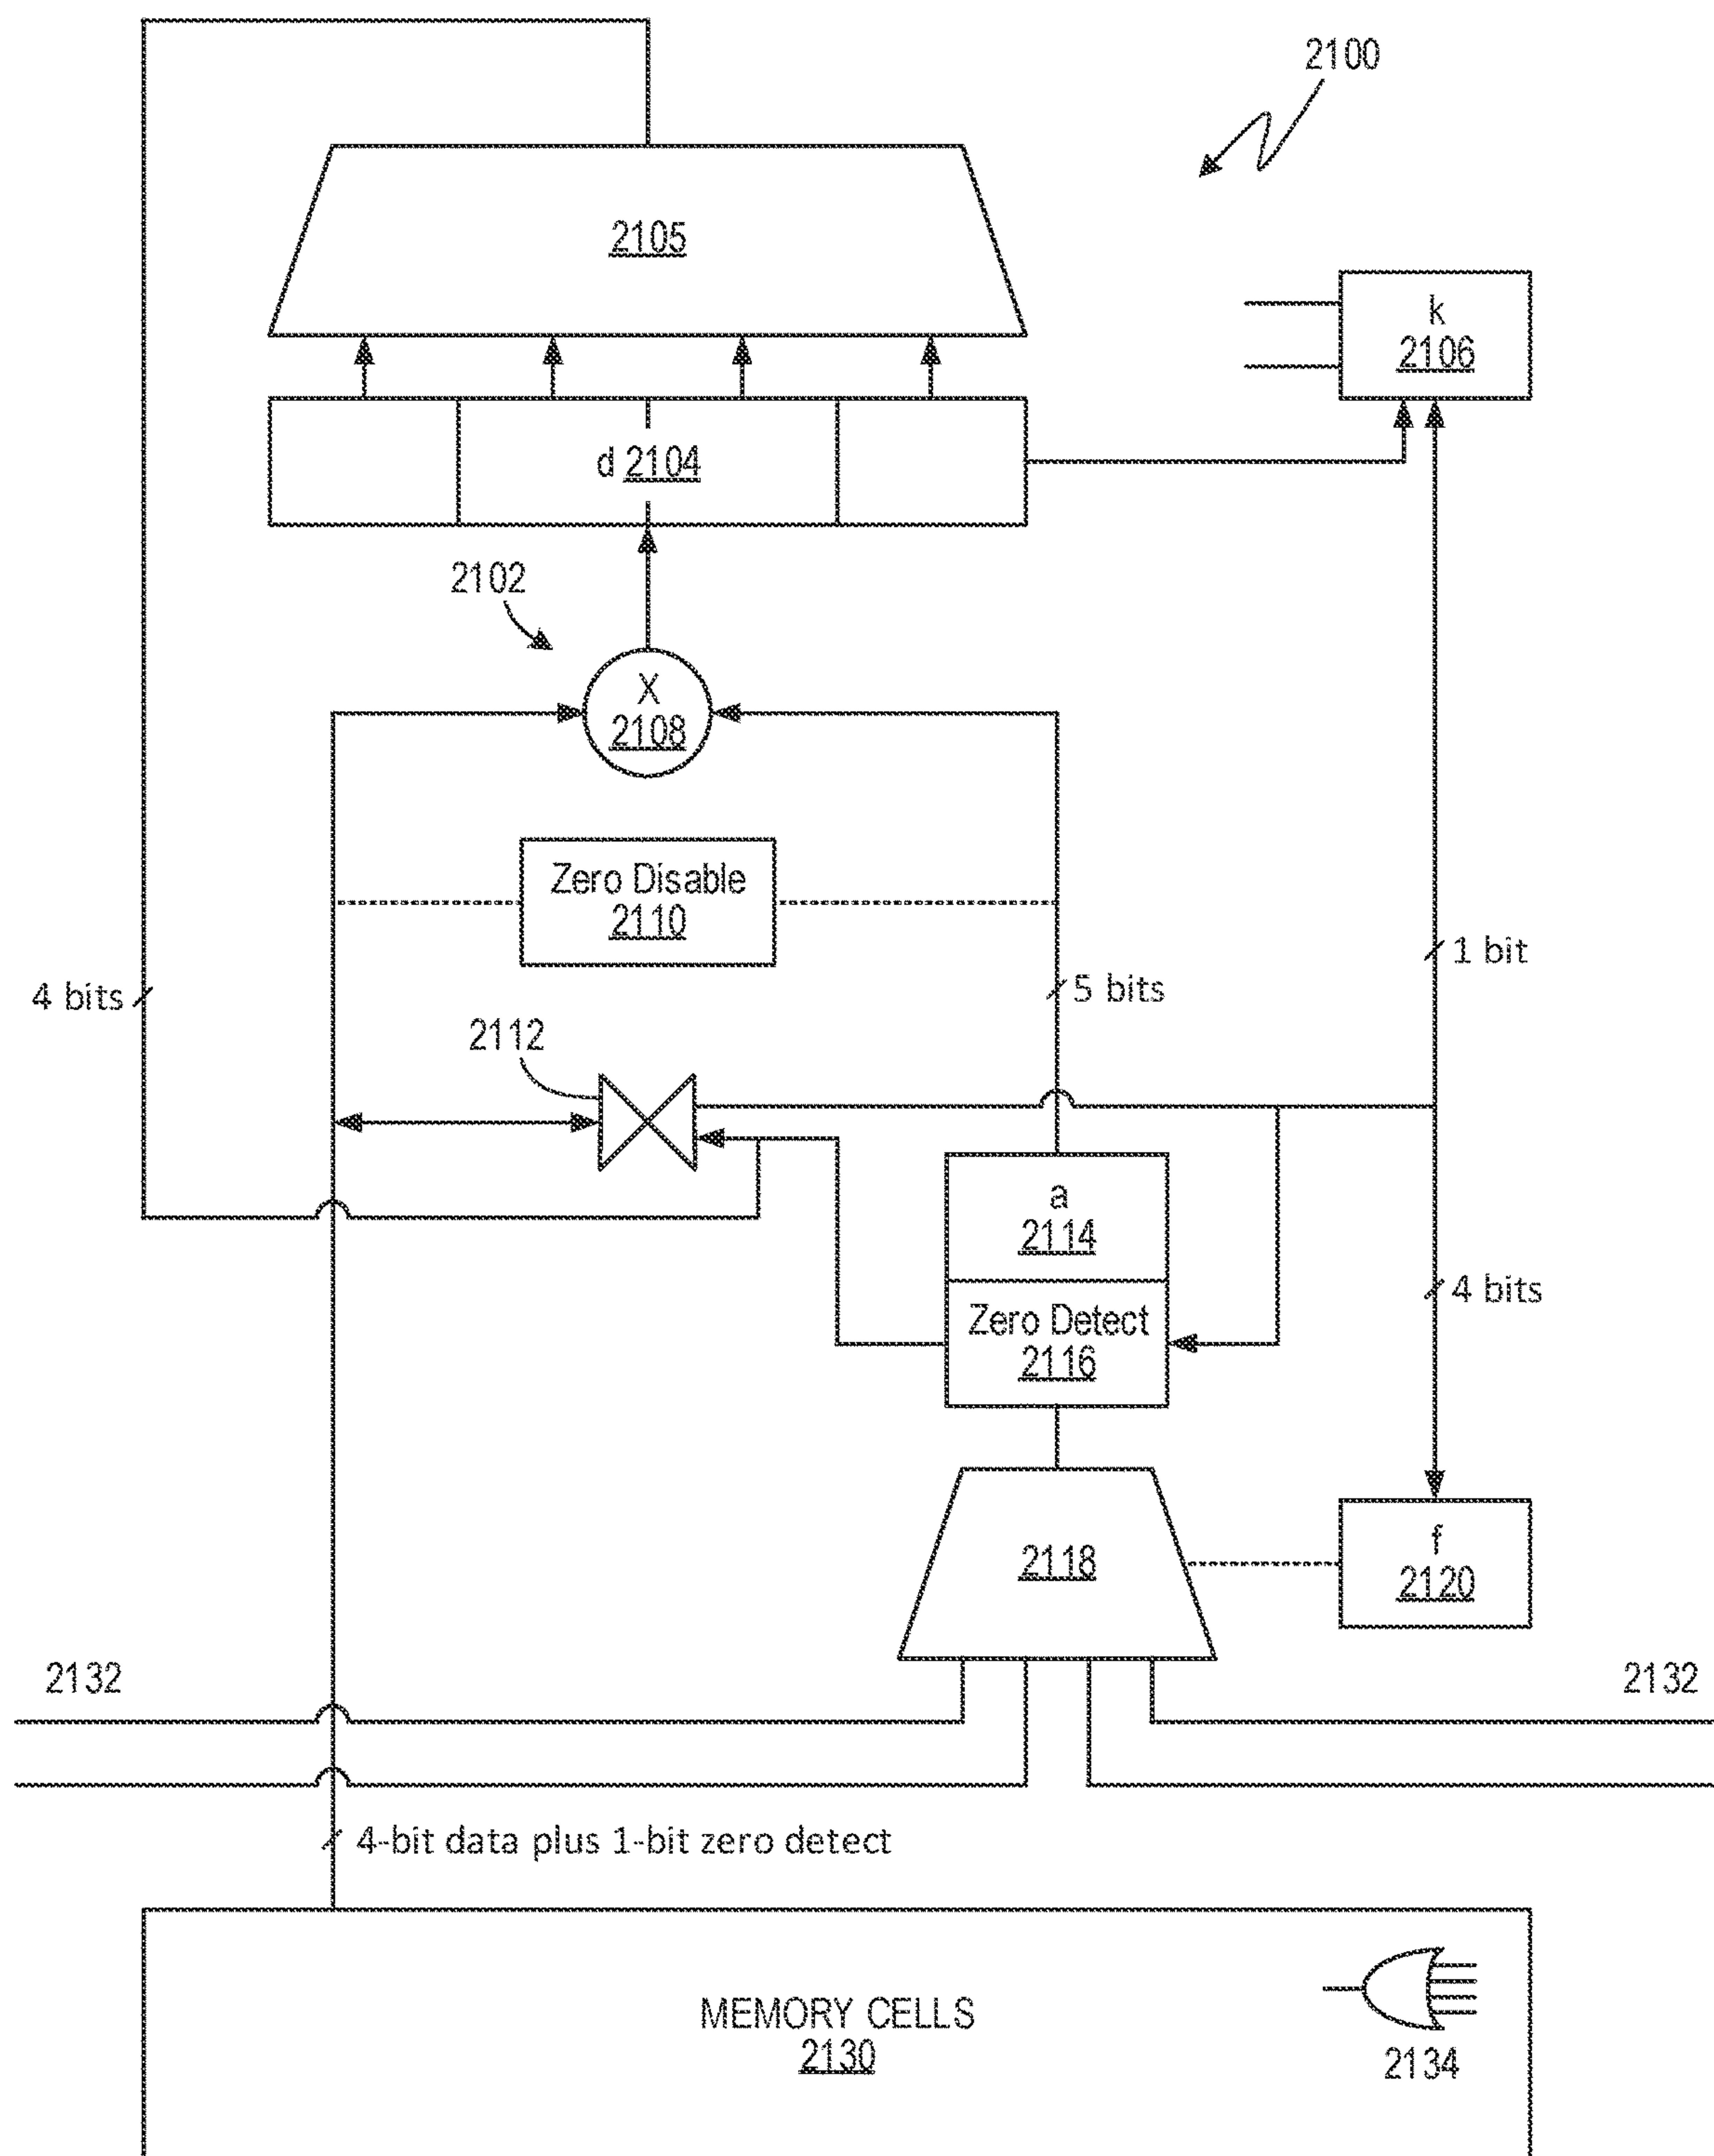 2100
2105
k
2106
d 2104
2102
X
2108
Zero Disable
2110
1 bit
4 bits
5 bits
2112
a
2114
Zero Detect
2116
4 bits
2118
f
2120
2132
2132
4-bit data plus 1-bit zero detect
MEMORY CELLS
2130
2134